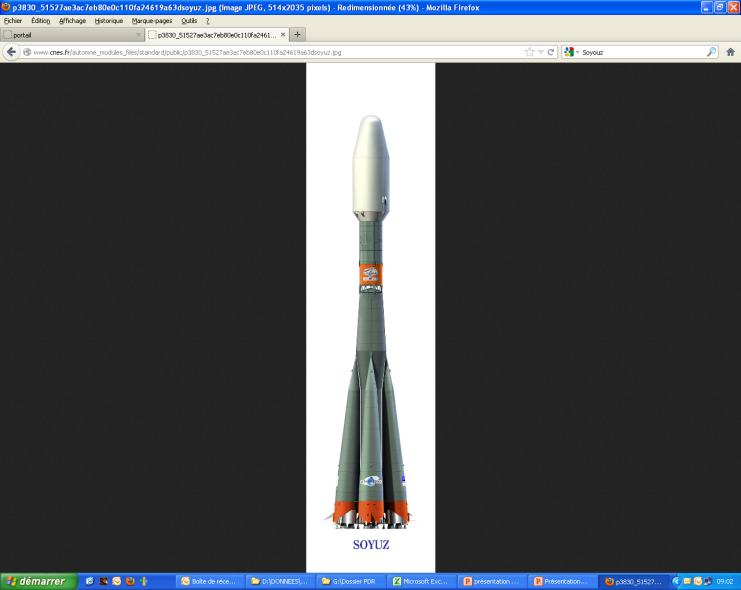 p3830_51527ae3ac7eb80e0c110fa24619a63dsoyuz.jpg (Image JPEG, 514x2035 pixels) - Redimensionnée (43%) - Mozilla Firefox
Fichier Édition Affichage Historique Marque-pages Outils ?
portail
p3830_51527ae3ac7eb80e0c110fa2461...
www.cnes.fr/automne_modules_files/standard/public/p3830_51527ae3ac7eb80e0c110fa24619a63dsoyuz.jpg
Soyouz
SOYUZ
démarrer
Boîte de réce...
D:\DONNEES\...
G:\Dossier PDR
Microsoft Exc...
présentation ...
Présentation...
p3830_51527...
09:02